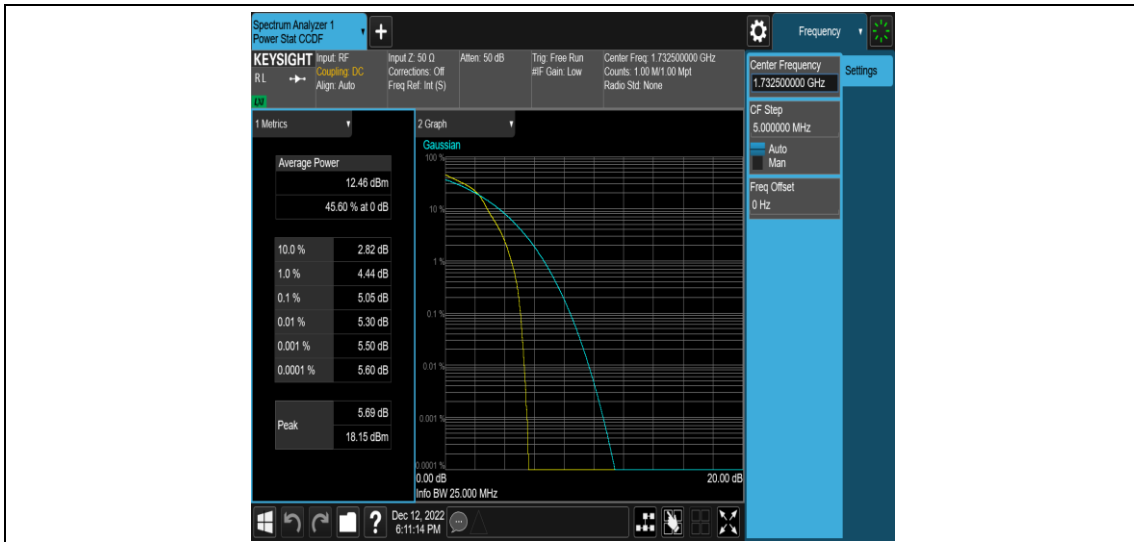 Spectrum Analyzer 1
Power Stat CCDF
Frequency
KEYSIGHT
RL
Input: RF
Coupling: DC
Align: Auto
Input Z: 50 Ω
Corrections: Off
Freq Ref: Int (S)
Atten: 50 dB
Trig: Free Run
#IF Gain: Low
Center Freq: 1.732500000 GHz
Counts: 1.00 M/1.00 Mpt
Radio Std: None
Center Frequency
1.732500000 GHz
Settings
CF Step
5.000000 MHz
Auto
Man
Freq Offset
0 Hz
1 Metrics
Average Power
12.46 dBm
45.60 % at 0 dB
10.0 % 2.82 dB
1.0 % 4.44 dB
0.1 % 5.05 dB
0.01 % 5.30 dB
0.001 % 5.50 dB
0.0001 % 5.60 dB
Peak
5.69 dB
18.15 dBm
2 Graph
Gaussian
100 %
10 %
1 %
0.1 %
0.01 %
0.001 %
0.0001 %
0.00 dB
20.00 dB
Info BW 25.000 MHz
?
Dec 12, 2022
6:11:14 PM